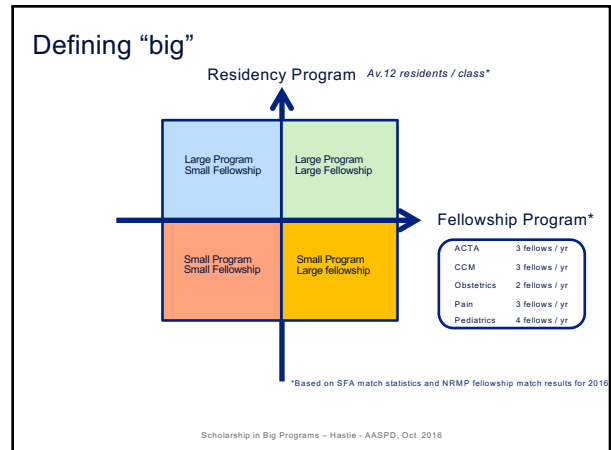 Defining “big”
Residency Program Av.12 residents / class*
Large Program
Small Fellowship
Large Program
Large Fellowship
Small Program
Small Fellowship
Small Program
Large fellowship
Fellowship Program*
ACTA 3 fellows / yr
CCM 3 fellows / yr
Obstetrics 2 fellows / yr
Pain 3 fellows / yr
Pediatrics 4 fellows / yr
*Based on SFA match statistics and NRMP fellowship match results for 2016
Scholarship in Big Programs – Hastie - AASPD, Oct 2016